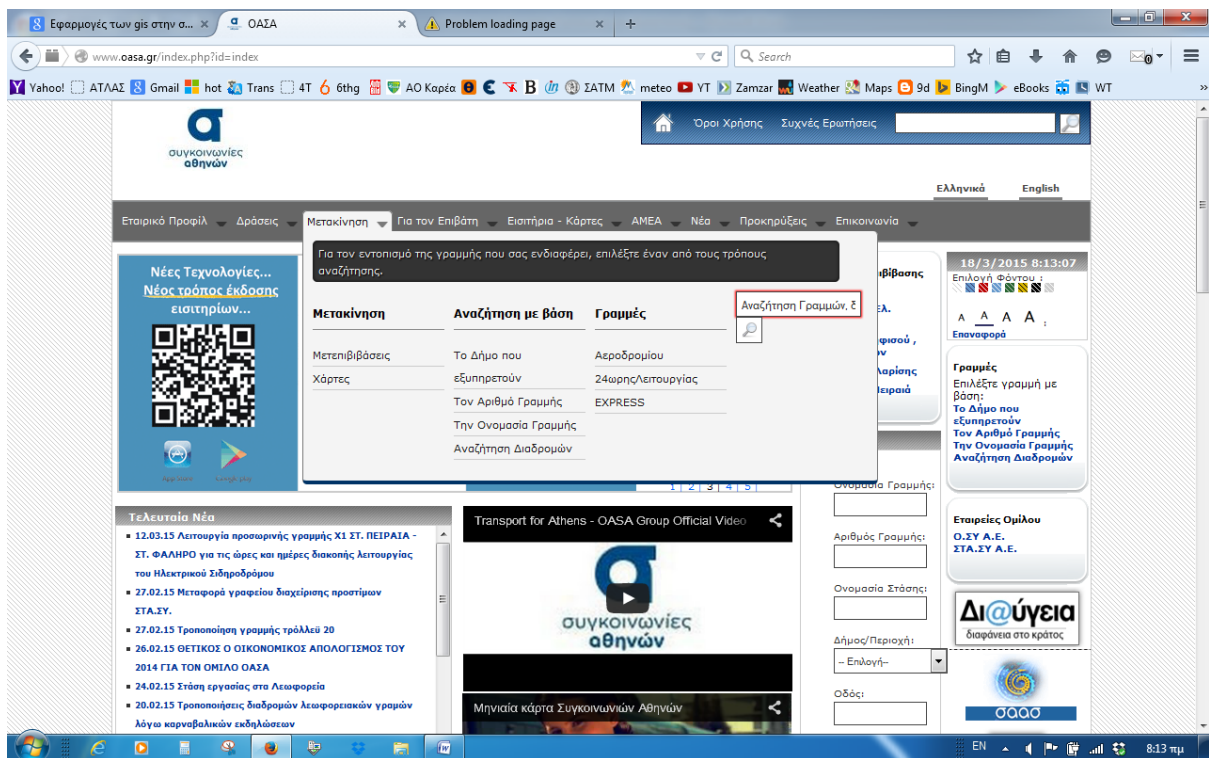 Εφαρμογές των gis στην σ...
ΟΑΣΑ
Problem loading page
www.oasa.gr/index.php?id=index
Search
Yahoo! ΑΤΛΑΣ Gmail hot Trans 4T 6thg ΑΟ Καρέα ΣΑΤΜ meteo YT Zamzar Weather Maps 9d BingM eBooks WT
συγκοινωνίες
αθηνών
Όροι Χρήσης Συχνές Ερωτήσεις
Ελληνικά English
Εταιρικό Προφίλ Δράσεις Μετακίνηση Για τον Επιβάτη Εισιτήρια - Κάρτες ΑΜΕΑ Νέα Προκηρύξεις Επικοινωνία
Για τον εντοπισμό της γραμμής που σας ενδιαφέρει, επιλέξτε έναν από τους τρόπους
αναζήτησης.
Μετακίνηση
Μετεπιβιβάσεις
Χάρτες
Αναζήτηση με βάση
Το Δήμο που
εξυπηρετούν
Τον Αριθμό Γραμμής
Την Ονομασία Γραμμής
Αναζήτηση Διαδρομών
Γραμμές
Αεροδρομίου
24ωρηςΛειτουργίας
EXPRESS
Αναζήτηση Γραμμών,
Νέες Τεχνολογίες...
Νέος τρόπος έκδοσης
εισιτηρίων...
1 2 3 4 5
18/3/2015 8:13:07
Επιλογή Φόντου :
A A A A :
Επαναφορά
Γραμμές
Επιλέξτε γραμμή με
βάση:
Το Δήμο που
εξυπηρετούν
Τον Αριθμό Γραμμής
Την Ονομασία Γραμμής
Αναζήτηση Διαδρομών
Τελευταία Νέα
12.03.15 Λειτουργία προσωρινής γραμμής Χ1 ΣΤ. ΠΕΙΡΑΙΑ -
ΣΤ. ΦΑΛΗΡΟ για τις ώρες και ημέρες διακοπής λειτουργίας
του Ηλεκτρικού Σιδηροδρόμου
27.02.15 Μεταφορά γραφείου διαχείρισης προστίμων
ΣΤΑ.ΣΥ.
27.02.15 Τροποποίηση γραμμής τρόλλεϋ 20
26.02.15 ΘΕΤΙΚΟΣ Ο ΟΙΚΟΝΟΜΙΚΟΣ ΑΠΟΛΟΓΙΣΜΟΣ ΤΟΥ
2014 ΓΙΑ ΤΟΝ ΟΜΙΛΟ ΟΑΣΑ
24.02.15 Στάση εργασίας στα Λεωφορεία
20.02.15 Τροποποιήσεις διαδρομών λεωφορειακών γραμών
λόγω καρναβαλικών εκδηλώσεων
Transport for Athens - OASA Group Official Video
συγκοινωνίες
αθηνών
Μηνιαία κάρτα Συγκοινωνιών Αθηνών
Ονομασία Γραμμής:
Αριθμός Γραμμής:
Ονομασία Στάσης:
Δήμος/Περιοχή:
-- Επιλογή--
Οδός:
Εταιρείες Ομίλου
Ο.ΣΥ Α.Ε.
ΣΤΑ.ΣΥ Α.Ε.
Δι@ύγεια
διαφάνεια στο κράτος
οασα
EN 8:13 πμ